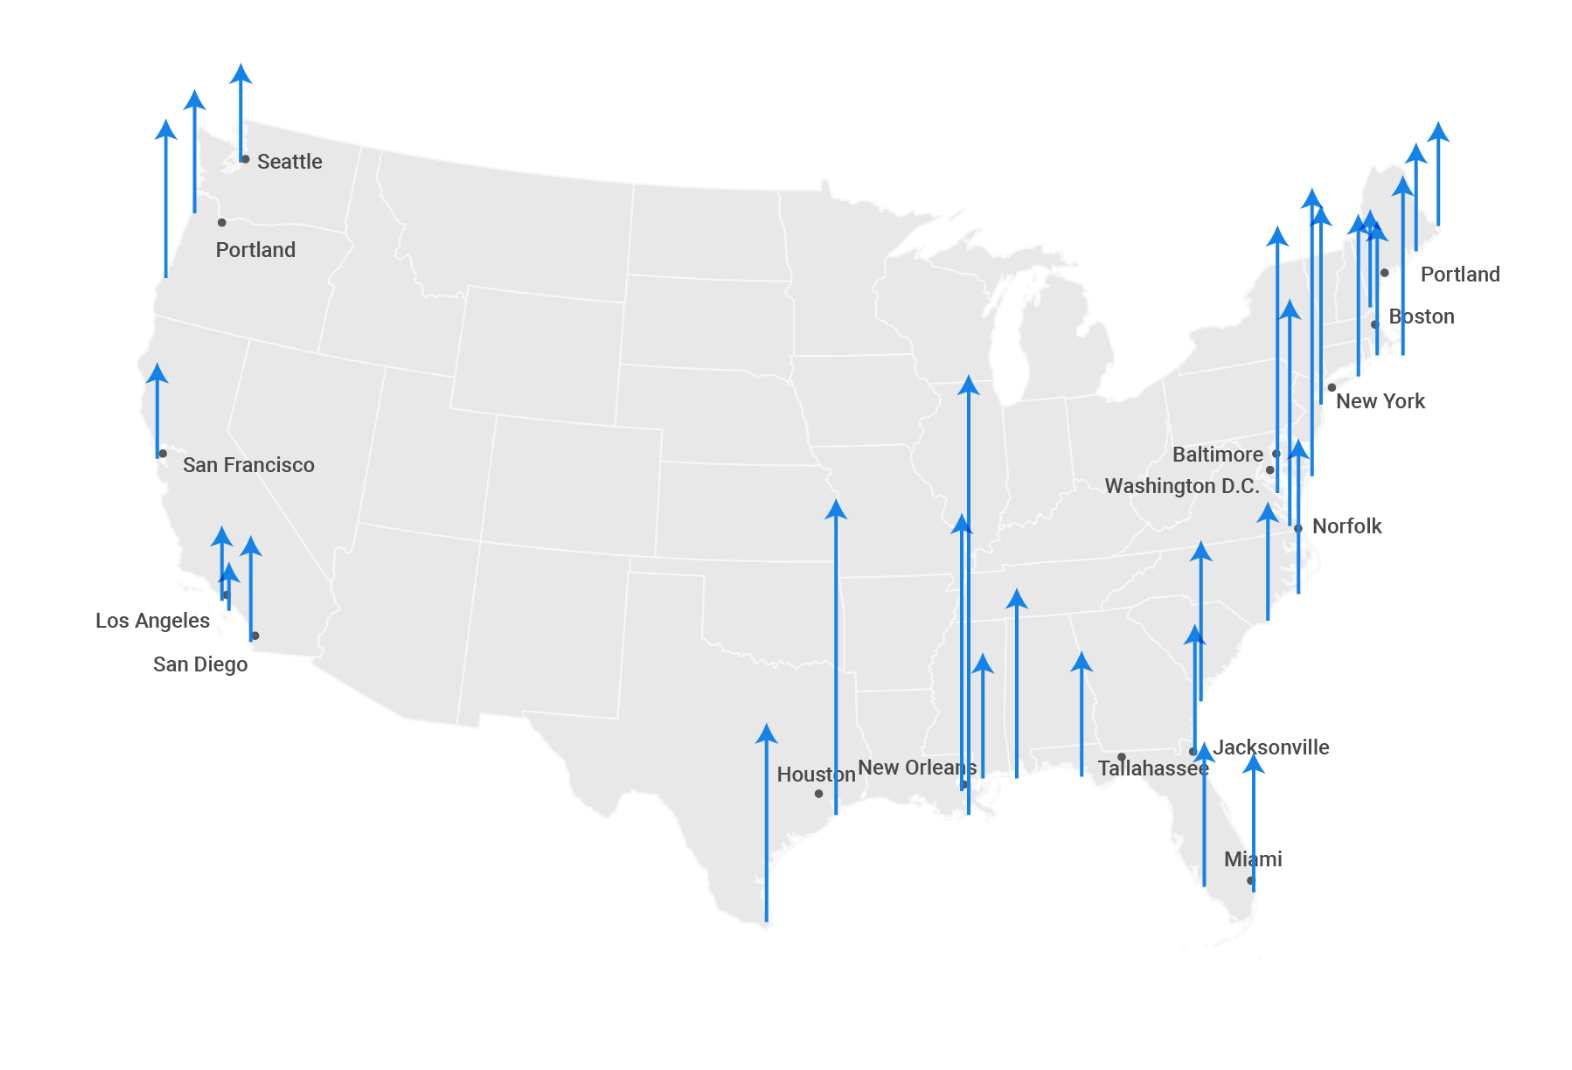 Seattle
Portland
Portland
Boston
New York
Baltimore
San Francisco
Washington D.C.
Norfolk
Los Angeles
San Diego
Jacksonville
New Orleans
Tallahassee
Houston
Miami